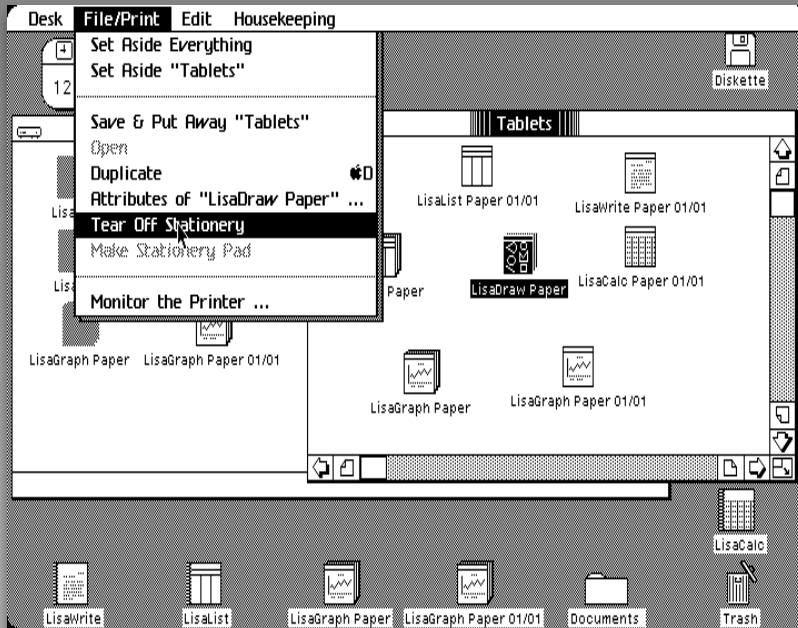 Desk File/Print Edit Housekeeping
Set Aside Everything
Set Aside "Tablets"
Save & Put Away "Tablets"
Open
Duplicate D
Attributes of "LisaDraw Paper" ...
Tear Off Stationery
Make Stationery Pad
Monitor the Printer ...
12
Diskette
Tablets
LisaList Paper 01/01
LisaWrite Paper 01/01
Paper
LisaDraw Paper
LisaCalc Paper 01/01
LisaGraph Paper
LisaGraph Paper 01/01
Lisa
Lis
LisaGraph Paper
LisaGraph Paper 01/01
LisaCalc
LisaWrite
LisaList
LisaGraph Paper
LisaGraph Paper 01/01
Documents
Trash